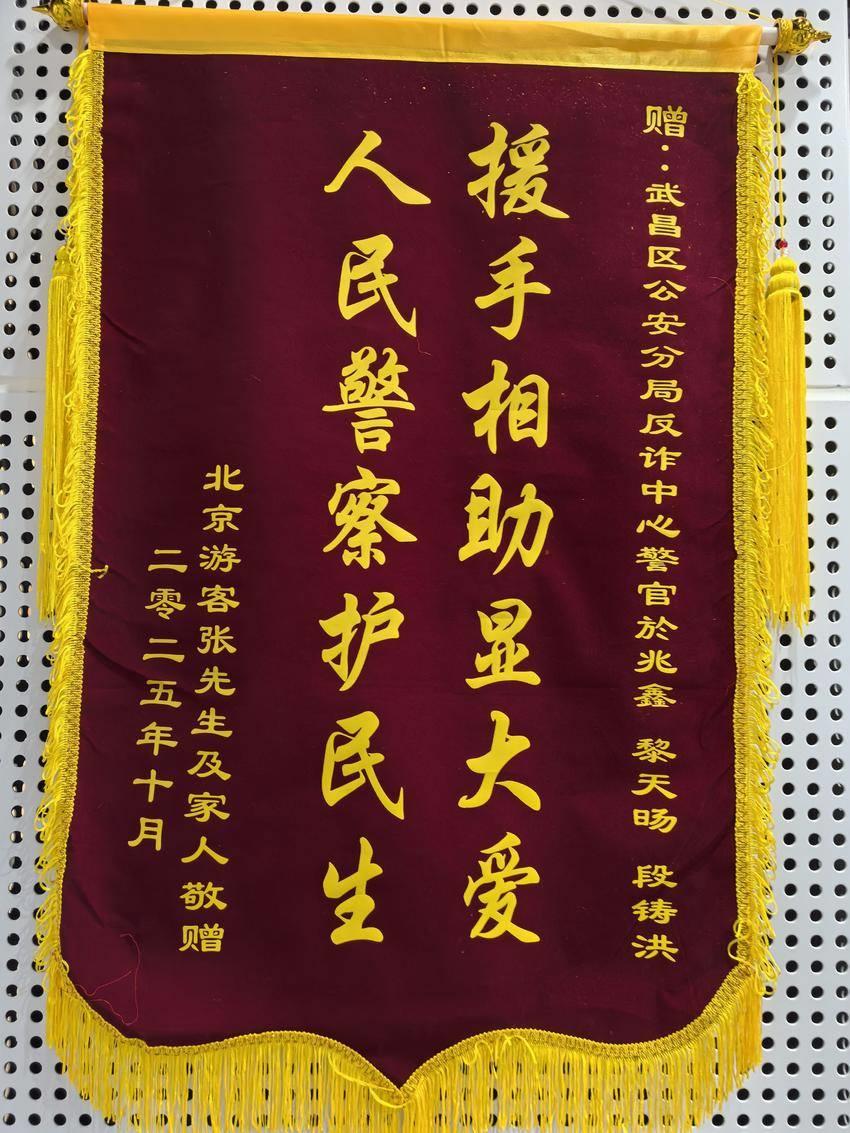 赠：武昌区公安分局反诈中心警官於兆鑫 黎天旸 段铸洪
援手相助显大爱
人民警察护民生
北京游客张先生及家人敬赠
二零二五年十月